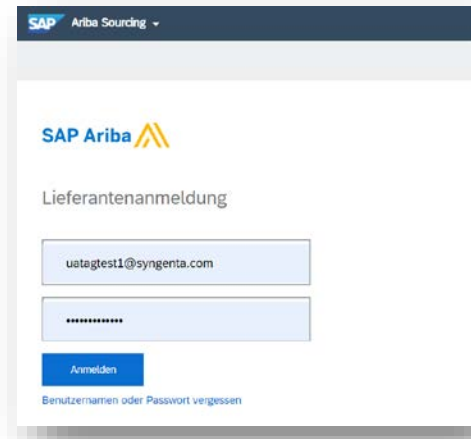 SAP Ariba Sourcing
SAP Ariba
Lieferantenanmeldung
uatagtest1@syngenta.com
•••••••••••••
Anmelden
Benutzernamen oder Passwort vergessen